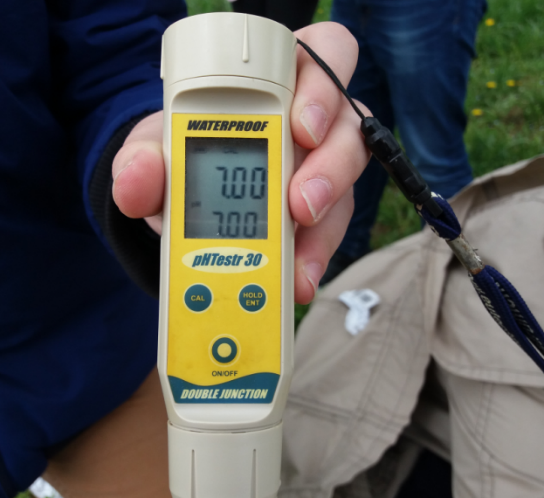 WATERPROOF
7.00
7.00
pHTestr 30
CAL
HOLD
ENT
ON/OFF
DOUBLE JUNCTION